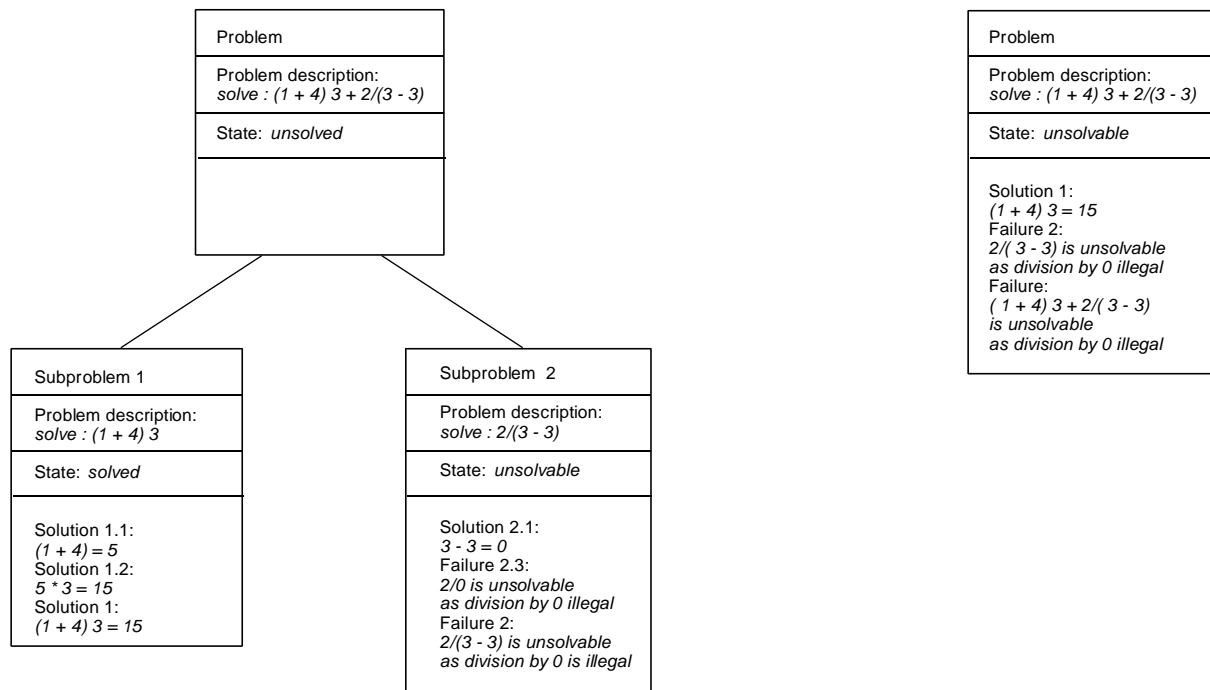 Problem
Problem description:
solve : (1 + 4) 3 + 2/(3 - 3)
State: unsolved
Subproblem 1
Problem description:
solve : (1 + 4) 3
State: solved
Solution 1.1:
(1 + 4) = 5
Solution 1.2:
5 * 3 = 15
Solution 1:
(1 + 4) 3 = 15
Subproblem 2
Problem description:
solve : 2/(3 - 3)
State: unsolvable
Solution 2.1:
3 - 3 = 0
Failure 2.3:
2/0 is unsolvable
as division by 0 illegal
Failure 2:
2/(3 - 3) is unsolvable
as division by 0 is illegal
Problem
Problem description:
solve : (1 + 4) 3 + 2/(3 - 3)
State: unsolvable
Solution 1:
(1 + 4) 3 = 15
Failure 2:
2/( 3 - 3) is unsolvable
as division by 0 illegal
Failure:
( 1 + 4) 3 + 2/( 3 - 3)
is unsolvable
as division by 0 illegal